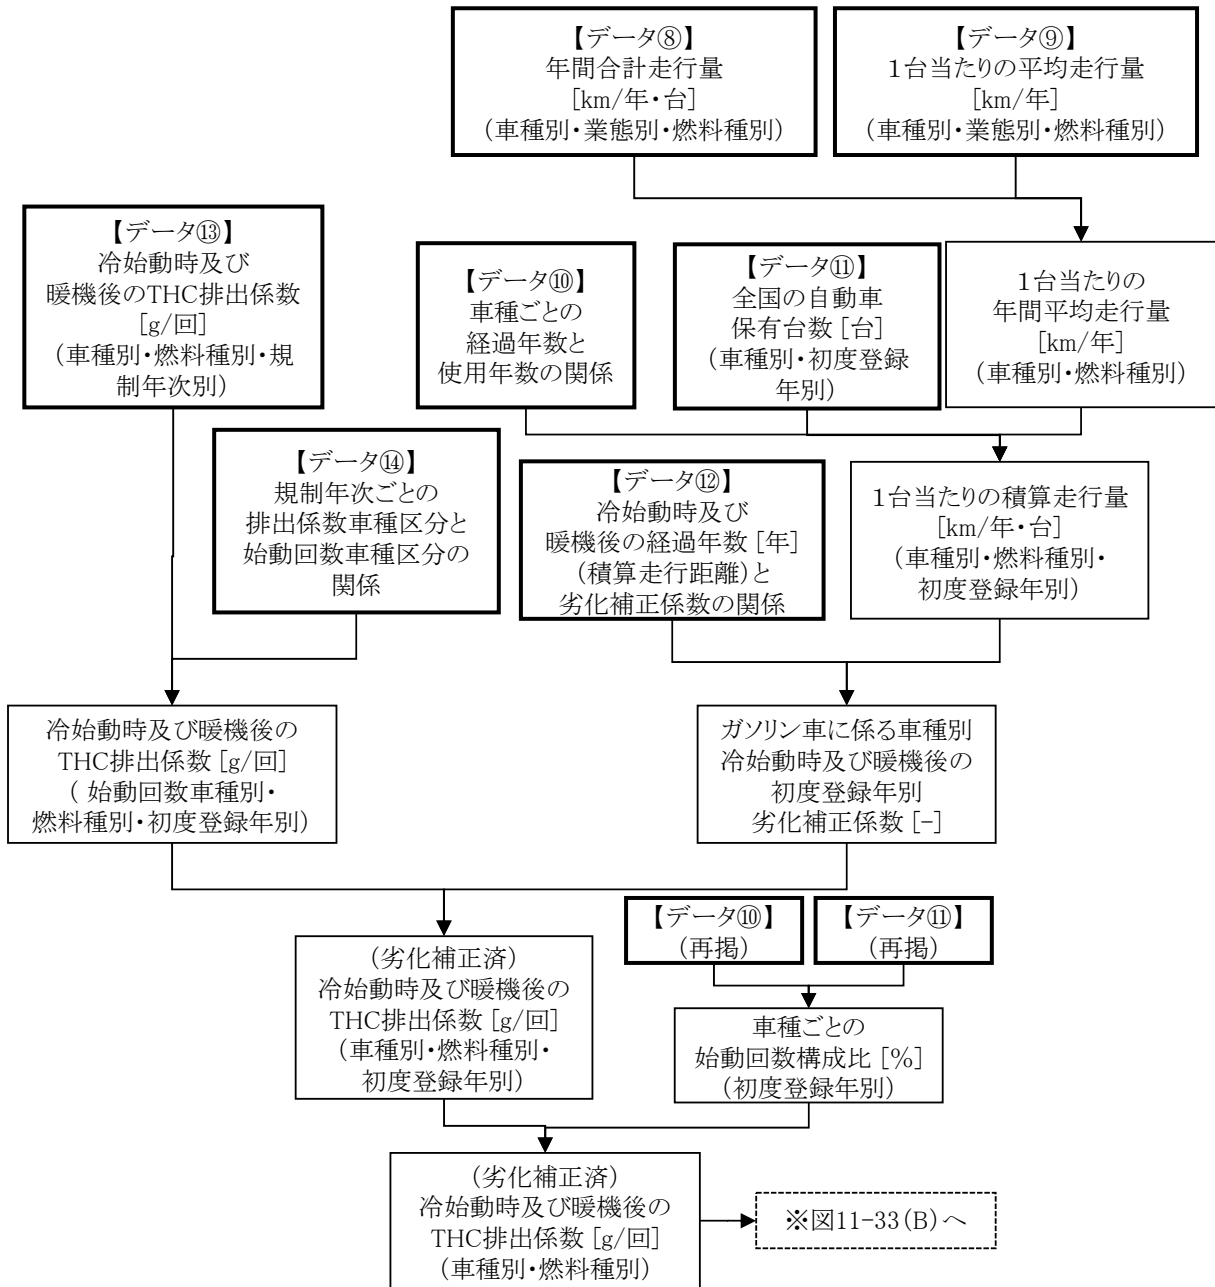 【データ⑧】
年間合計走行量
[km/年・台]
(車種別・業態別・燃料種別)
【データ⑨】
1台当たりの平均走行量
[km/年]
(車種別・業態別・燃料種別)
【データ⑬】
冷始動時及び
暖機後のTHC排出係数
[g/回]
(車種別・燃料種別・規
制年次別)
【データ⑩】
車種ごとの
経過年数と
使用年数の関係
【データ⑪】
全国の自動車
保有台数[台]
(車種別・初度登録
年別)
1台当たりの
年間平均走行量
[km/年]
(車種別・燃料種別)
【データ⑭】
規制年次ごとの
排出係数車種区分と
始動回数車種区分の
関係
【データ⑫】
冷始動時及び
暖機後の経過年数[年]
(積算走行距離)と
劣化補正係数の関係
1台当たりの積算走行量
[km/年・台]
(車種別・燃料種別・
初度登録年別)
冷始動時及び暖機後の
THC排出係数[g/回]
( 始動回数車種別・
燃料種別・初度登録年別)
ガソリン車に係る車種別
冷始動時及び暖機後の
初度登録年別
劣化補正係数[-]
【データ⑩】
(再掲)
【データ⑪】
(再掲)
(劣化補正済)
冷始動時及び暖機後の
THC排出係数[g/回]
(車種別・燃料種別・
初度登録年別)
車種ごとの
始動回数構成比[%]
(初度登録年別)
(劣化補正済)
冷始動時及び暖機後の
THC排出係数[g/回]
(車種別・燃料種別)
※図11-33(B)へ